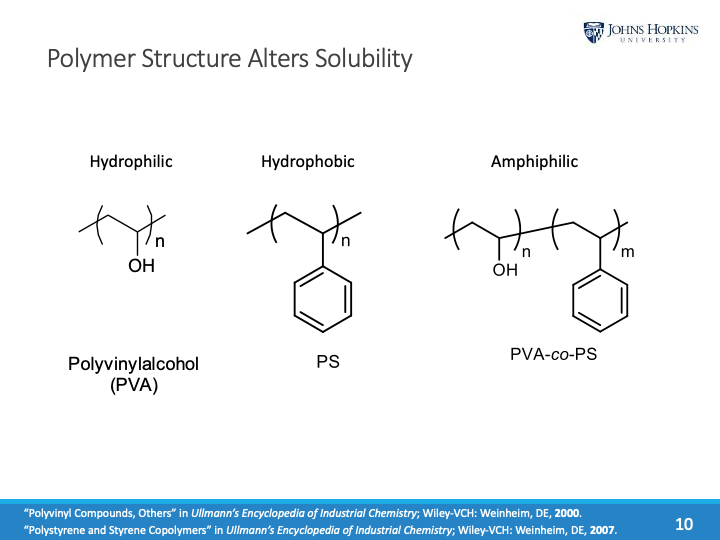 JOHNS HOPKINS
UNIVERSITY
Polymer Structure Alters Solubility
Hydrophilic
Hydrophobic
Amphiphilic
n
OH
n
n
OH
m
Polyvinylalcohol
(PVA)
PS
PVA-co-PS
“Polyvinyl Compounds, Others” in Ullmann’s Encyclopedia of Industrial Chemistry; Wiley-VCH: Weinheim, DE, 2000.
“Polystyrene and Styrene Copolymers” in Ullmann’s Encyclopedia of Industrial Chemistry; Wiley-VCH: Weinheim, DE, 2007.
10